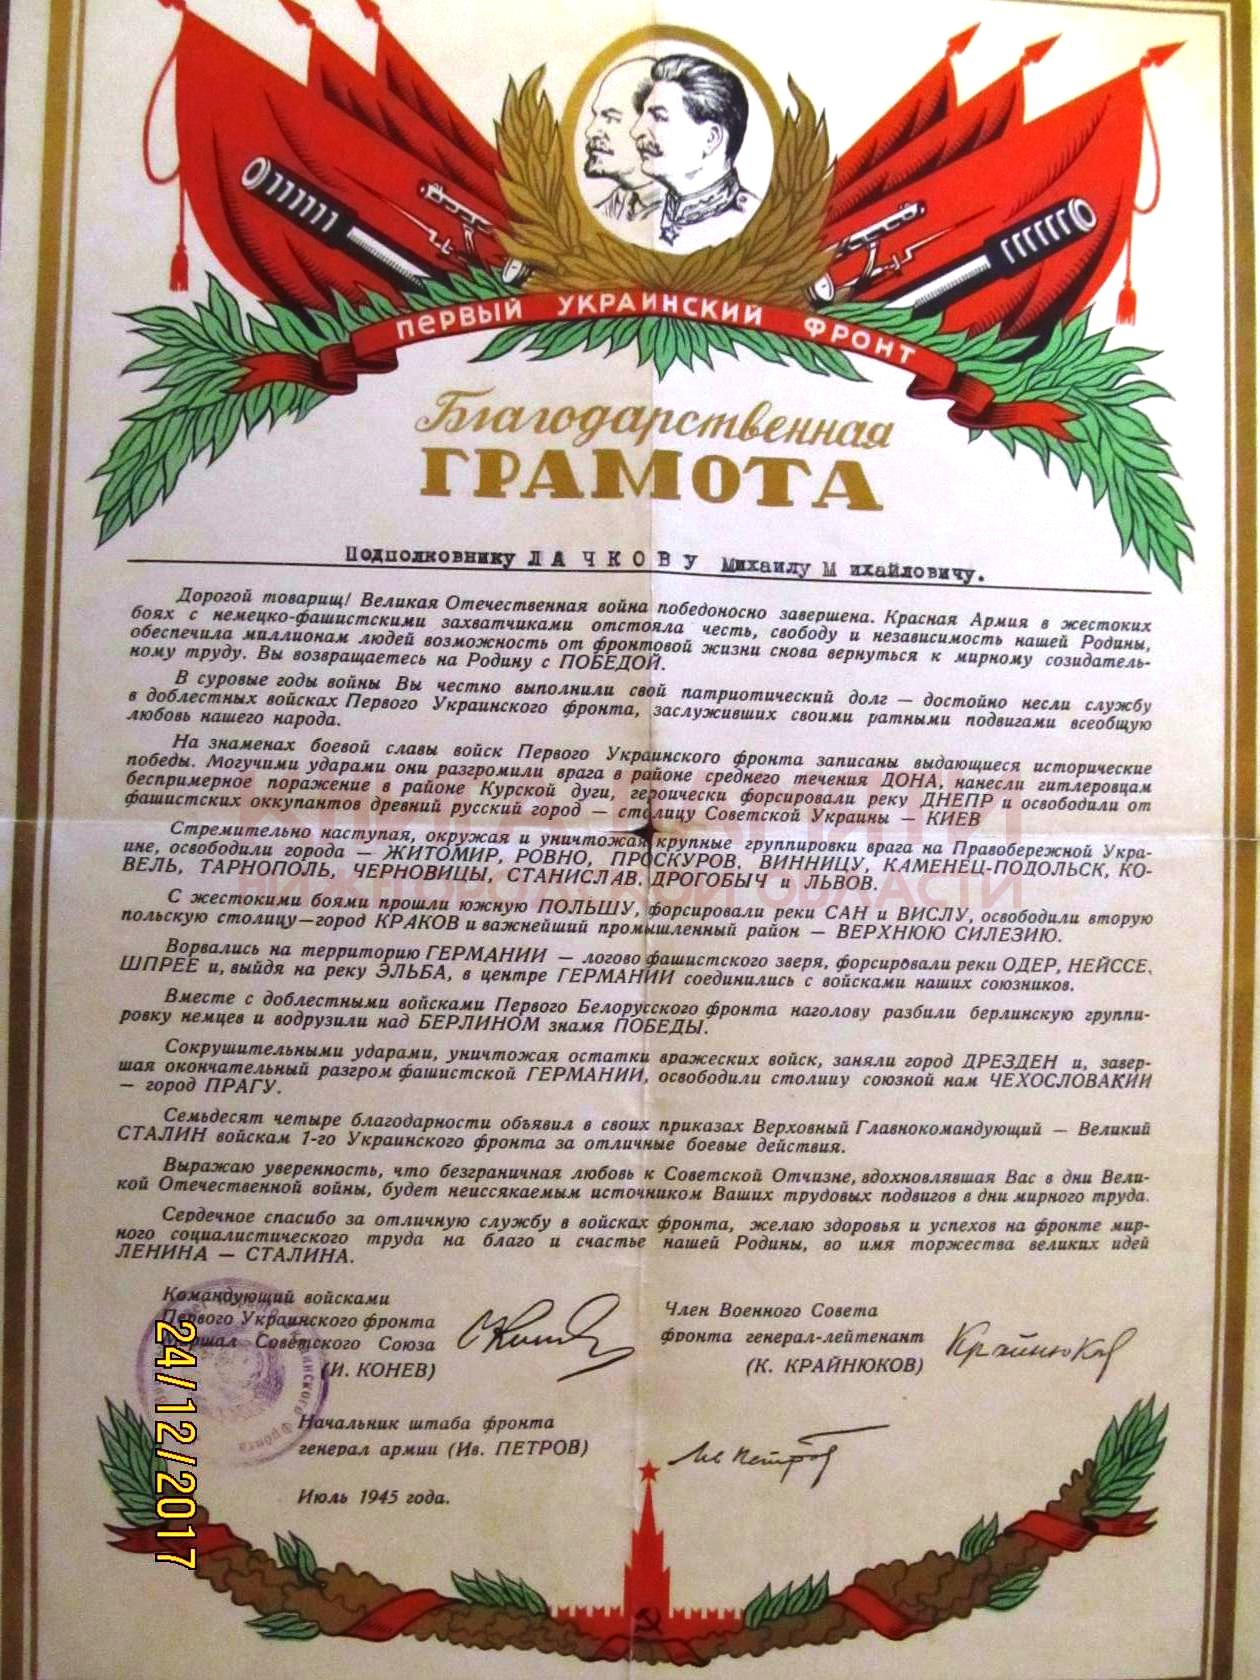 ПЕРВЫЙ УКРАИНСКИЙ ФРОНТ
Благодарственная
ГРАМОТА
Подполковнику ЛАЧКОВУ Михаилу М ихайловичу.
Дорогой товарищ! Великая Отечественная война победоносно завершена. Красная Армия в жестоких
боях с немецко-фашистскими захватчиками отстояла честь, свободу и независимость нашей Родины,
обеспечила миллионам людей возможность от фронтовой жизни снова вернуться к мирному созидатель-
ному труду. Вы возвращаетесь на Родину с ПОБЕДОЙ.
В суровые годы войны Вы честно выполнили свой патриотический долг — достойно несли службу
в доблестных войсках Первого Украинского фронта, заслуживших своими ратными подвигами всеобщую
любовь нашего народа.
На знаменах боевой славы войск Первого Украинского фронта записаны выдающиеся исторические
победы. Могучими ударами они разгромили врага в районе среднего течения ДОНА, нанесли гитлеровцам
беспримерное поражение в районе Курской дуги, героически форсировали реку ДНЕПР и освободили от
фашистских оккупантов древний русский город — столицу Советской Украины — КИЕВ
Стремительно наступая, окружая и уничтожая крупные группировки врага на Правобережной Укра-
ине, освободили города — ЖИТОМИР, РОВНО, ПРОСКУРОВ, ВИННИЦУ, КАМЕНЕЦ-ПОДОЛЬСК, КО-
ВЕЛЬ, ТАРНОПОЛЬ, ЧЕРНОВИЦЫ, СТАНИСЛАВ, ДРОГОБЫЧ и ЛЬВОВ.
С жестокими боями прошли южную ПОЛЬШУ, форсировали реки САН и ВИСЛУ, освободили вторую
польскую столицу—город КРАКОВ и важнейший промышленный район — ВЕРХНЮЮ СИЛЕЗИЮ.
Ворвались на территорию ГЕРМАНИИ — логово фашистского зверя, форсировали реки ОДЕР, НЕЙССЕ,
ШПРЕЕ и, выйдя на реку ЭЛЬБА, в центре ГЕРМАНИИ соединились с войсками наших союзников.
Вместе с доблестными войсками Первого Белорусского фронта наголову разбили берлинскую группи-
ровку немцев и водрузили над БЕРЛИНОМ знамя ПОБЕДЫ.
Сокрушительными ударами, уничтожая остатки вражеских войск, заняли город ДРЕЗДЕН и, завер-
шая окончательный разгром фашистской ГЕРМАНИИ, освободили столицу союзной нам ЧЕХОСЛОВАКИИ
— город ПРАГУ.
Семьдесят четыре благодарности объявил в своих приказах Верховный Главнокомандующий — Великий
СТАЛИН войскам 1-го Украинского фронта за отличные боевые действия.
Выражаю уверенность, что безграничная любовь к Советской Отчизне, вдохновлявшая Вас в дни Вели-
кой Отечественной войны, будет неиссякаемым источником Ваших трудовых подвигов в дни мирного труда.
Сердечное спасибо за отличную службу в войсках фронта, желаю здоровья и успехов на фронте мир-
ного социалистического труда на благо и счастье нашей Родины, во имя торжества великих идей
ЛЕНИНА — СТАЛИНА.
Командующий войсками
Первого Украинского фронта
Маршал Советского Союза
(И. КОНЕВ)
Член Военного Совета
фронта генерал-лейтенант
(К. КРАЙНЮКОВ)
Крайнюков
Начальник штаба фронта
генерал армии (Ив. ПЕТРОВ)
Ив Петров
Июль 1945 года.
24/12/2017